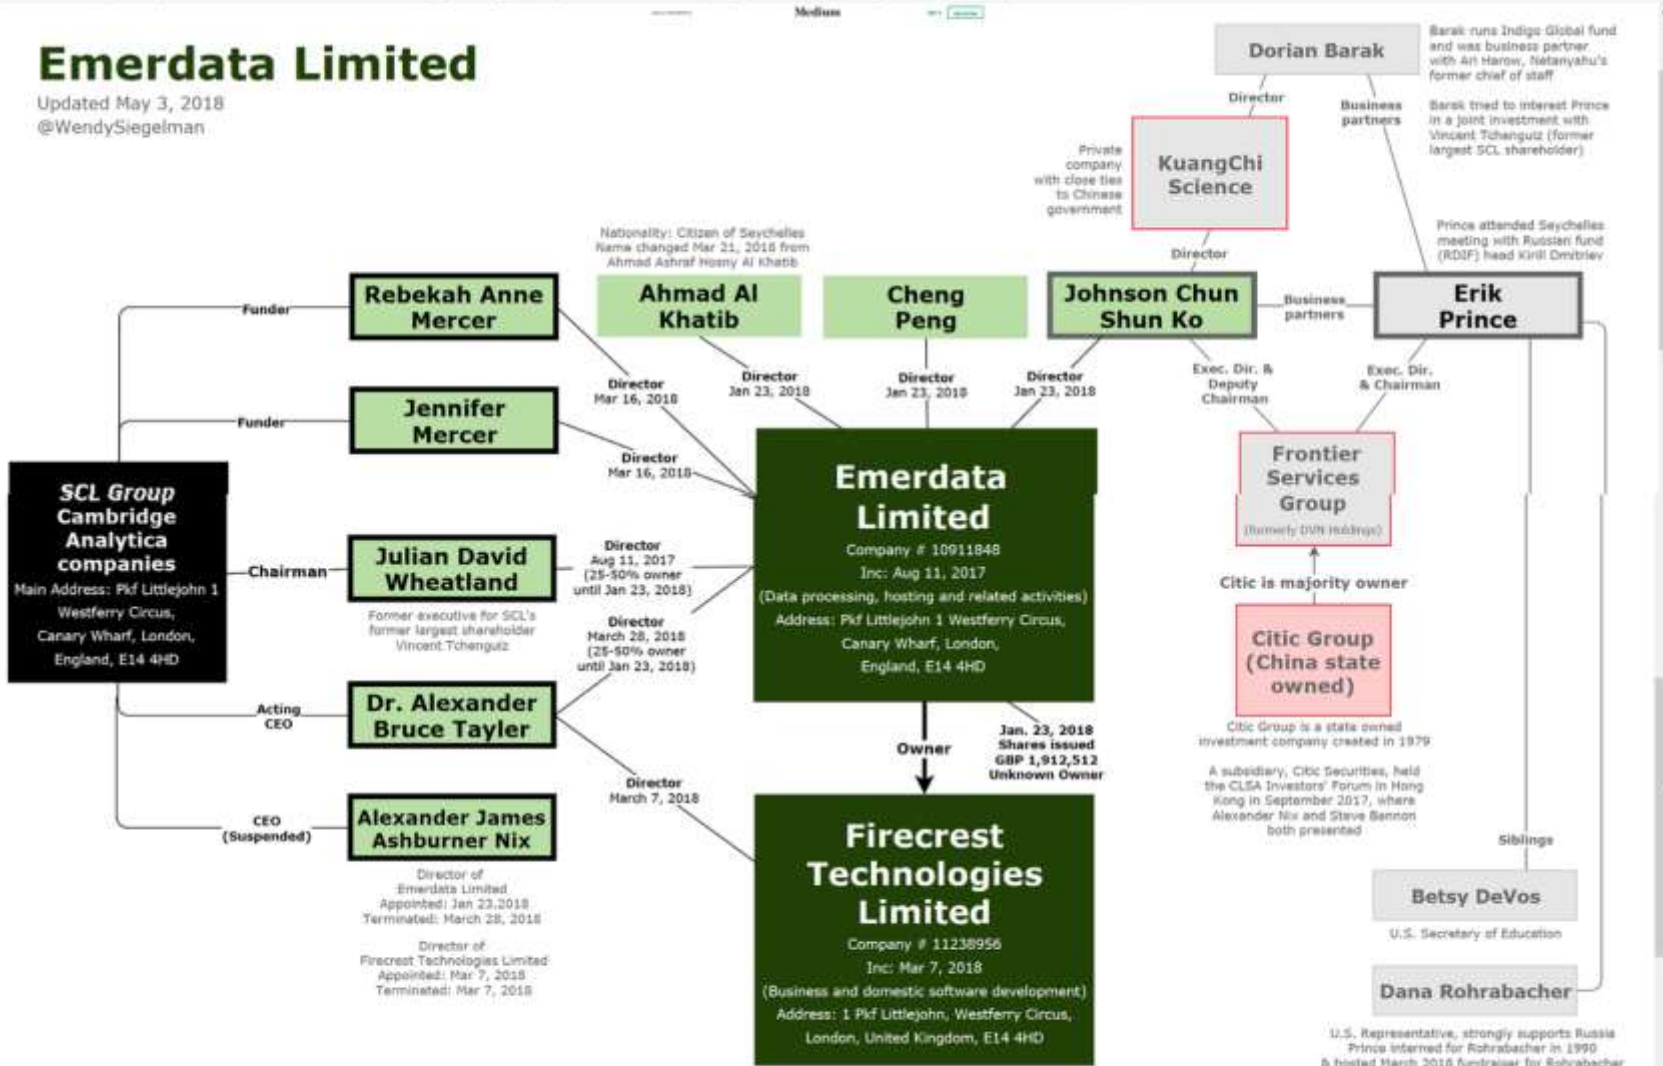 Medium
Emerdata Limited
Updated May 3, 2018
@WendySiegelman
Dorian Barak
Barak runs Indigo Global fund
and was business partner
with Ari Harow, Netanyahu's
former chief of staff
Barak tried to interest Prince
in a joint investment with
Vincent Tchenguiz (former
largest SCL shareholder)
Director
Business
partners
Private
company
with close ties
to Chinese
government
KuangChi
Science
Director
Prince attended Seychelles
meeting with Russian fund
(RDIF) head Kirill Dmitriev
Nationality: Citizen of Seychelles
Name changed Mar 21, 2018 from
Ahmad Ashraf Hosny Al Khatib
Funder
Rebekah Anne
Mercer
Ahmad Al
Khatib
Cheng
Peng
Johnson Chun
Shun Ko
Business
partners
Erik
Prince
Director
Mar 16, 2018
Director
Jan 23, 2018
Director
Jan 23, 2018
Director
Jan 23, 2018
Exec. Dir. &
Deputy
Chairman
Exec. Dir.
& Chairman
Funder
Jennifer
Mercer
Director
Mar 16, 2018
SCL Group
Cambridge
Analytica
companies
Main Address: Pkf Littlejohn 1
Westferry Circus,
Canary Wharf, London,
England, E14 4HD
Emerdata
Limited
Company # 10911848
Inc: Aug 11, 2017
(Data processing, hosting and related activities)
Address: Pkf Littlejohn 1 Westferry Circus,
Canary Wharf, London,
England, E14 4HD
Frontier
Services
Group
(formerly DVN Holdings)
Citic is majority owner
Citic Group
(China state
owned)
Citic Group is a state owned
investment company created in 1979
A subsidiary, Citic Securities, held
the CLSA Investors' Forum in Hong
Kong in September 2017, where
Alexander Nix and Steve Bannon
both presented
Chairman
Julian David
Wheatland
Former executive for SCL's
former largest shareholder
Vincent Tchenguiz
Director
Aug 11, 2017
(25-50% owner
until Jan 23, 2018)
Director
March 28, 2018
(25-50% owner
until Jan 23, 2018)
Acting
CEO
Dr. Alexander
Bruce Tayler
Director
March 7, 2018
Owner
Jan. 23, 2018
Shares issued
GBP 1,912,512
Unknown Owner
CEO
(Suspended)
Alexander James
Ashburner Nix
Director of
Emerdata Limited
Appointed: Jan 23.2018
Terminated: March 28, 2018
Director of
Firecrest Technologies Limited
Appointed: Mar 7, 2018
Terminated: Mar 7, 2018
Firecrest
Technologies
Limited
Company # 11238956
Inc: Mar 7, 2018
(Business and domestic software development)
Address: 1 Pkf Littlejohn, Westferry Circus,
London, United Kingdom, E14 4HD
Siblings
Betsy DeVos
U.S. Secretary of Education
Dana Rohrabacher
U.S. Representative, strongly supports Russia
Prince interned for Rohrabacher in 1990
& hosted March 2016 fundraiser for Rohrabacher